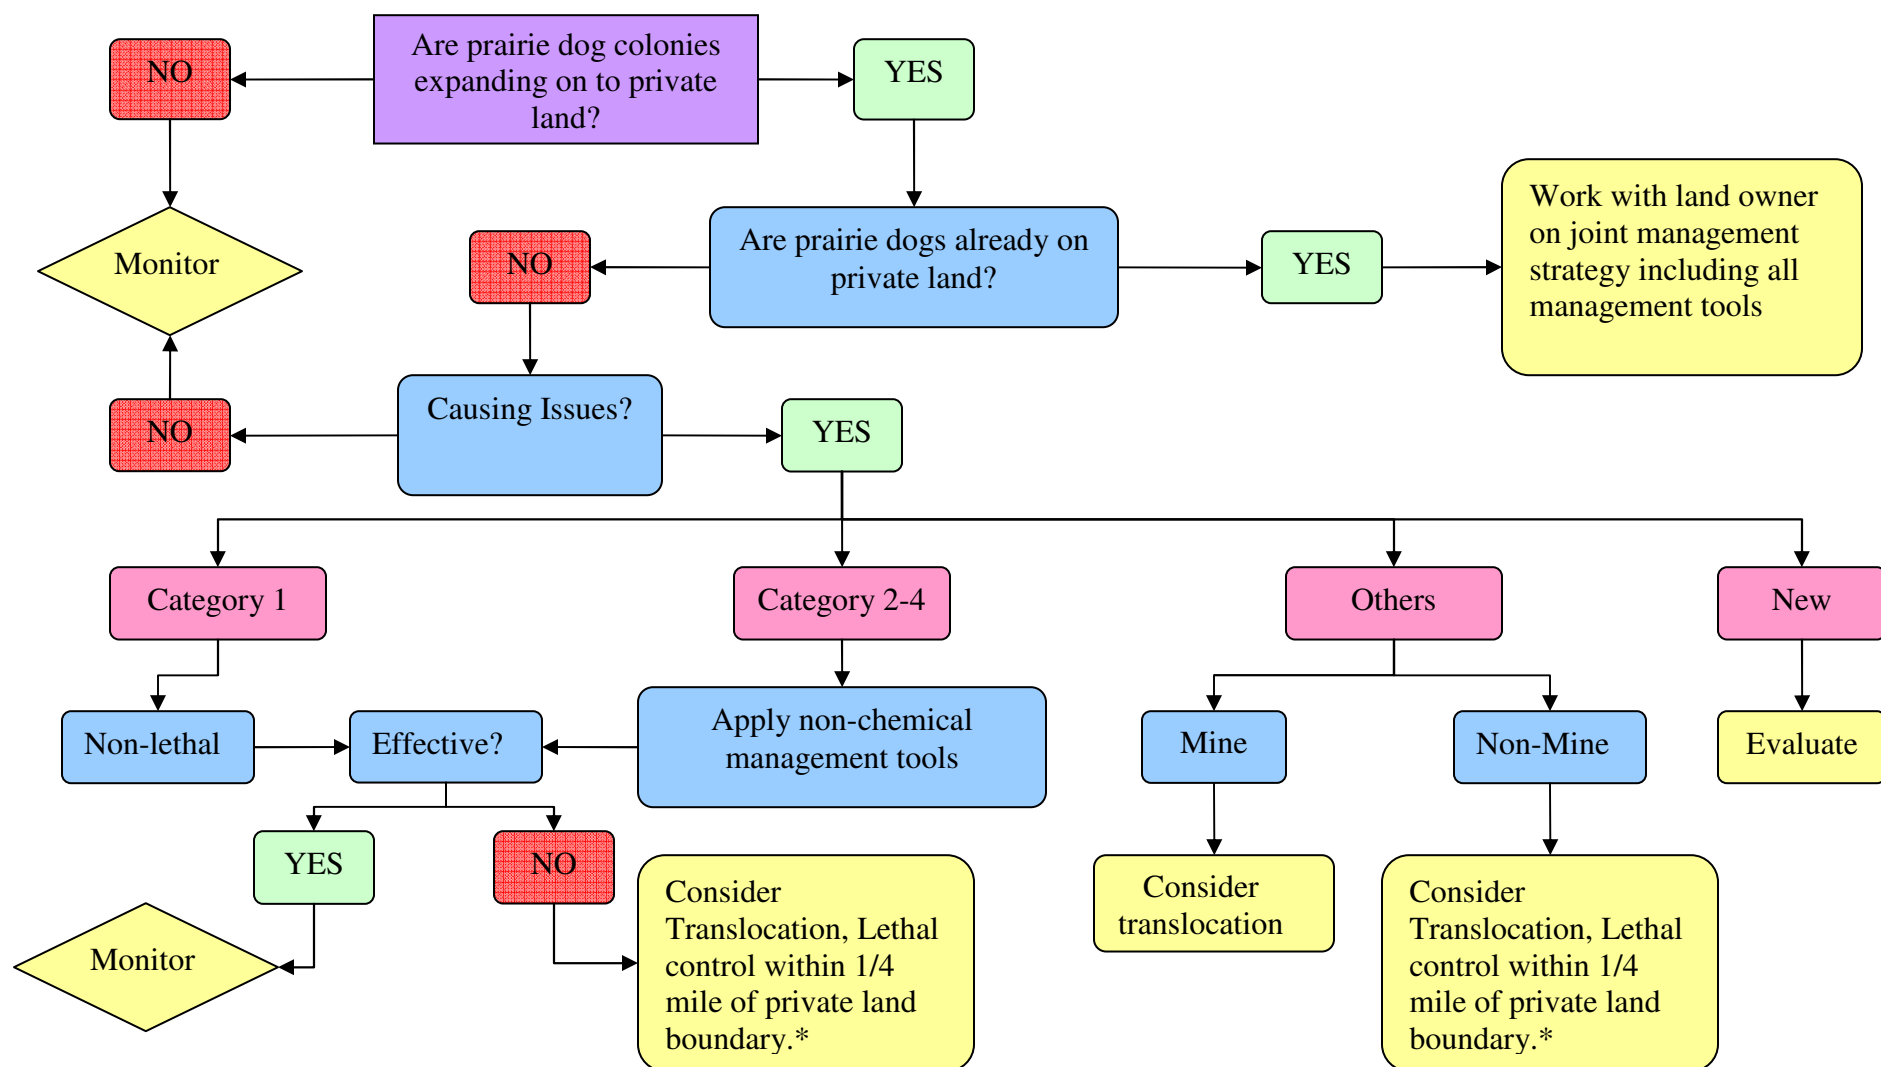 NO
Are prairie dog colonies
expanding on to private
land?
YES
Monitor
NO
Are prairie dogs already on
private land?
YES
Work with land owner
on joint management
strategy including all
management tools
NO
Causing Issues?
YES
Category 1
Category 2-4
Others
New
Non-lethal
Effective?
Apply non-chemical
management tools
Mine
Non-Mine
Evaluate
YES
NO
Monitor
Consider
Translocation, Lethal
control within 1/4
mile of private land
boundary.*
Consider
translocation
Consider
Translocation, Lethal
control within 1/4
mile of private land
boundary.*